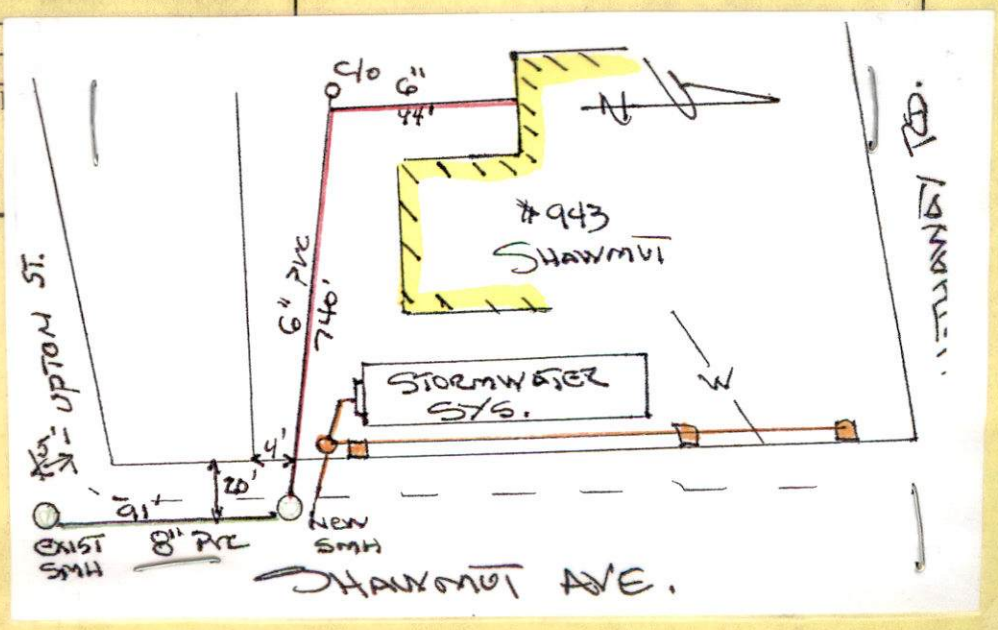 C/O
6"
44'
N
RD.
#943
SHAWMUT
6" PVC
740'
UPTON ST.
STORMWATER
SYS.
W
4'
20'
91'
8" PVC
EXIST
SMH
NEW
SMH
SHAWMUT AVE.